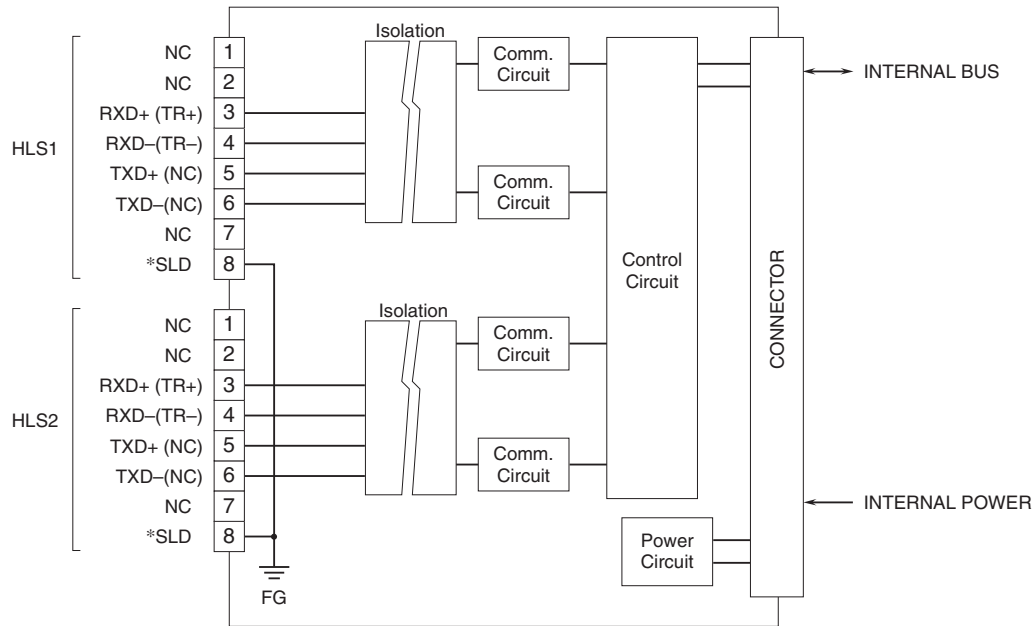 HLS1
NC 1
NC 2
RXD+ (TR+) 3
RXD–(TR–) 4
TXD+ (NC) 5
TXD–(NC) 6
NC 7
*SLD 8
Isolation
Comm.
Circuit
Comm.
Circuit
HLS2
NC 1
NC 2
RXD+ (TR+) 3
RXD–(TR–) 4
TXD+ (NC) 5
TXD–(NC) 6
NC 7
*SLD 8
FG
Isolation
Comm.
Circuit
Comm.
Circuit
Control
Circuit
Power
Circuit
CONNECTOR
INTERNAL BUS
INTERNAL POWER